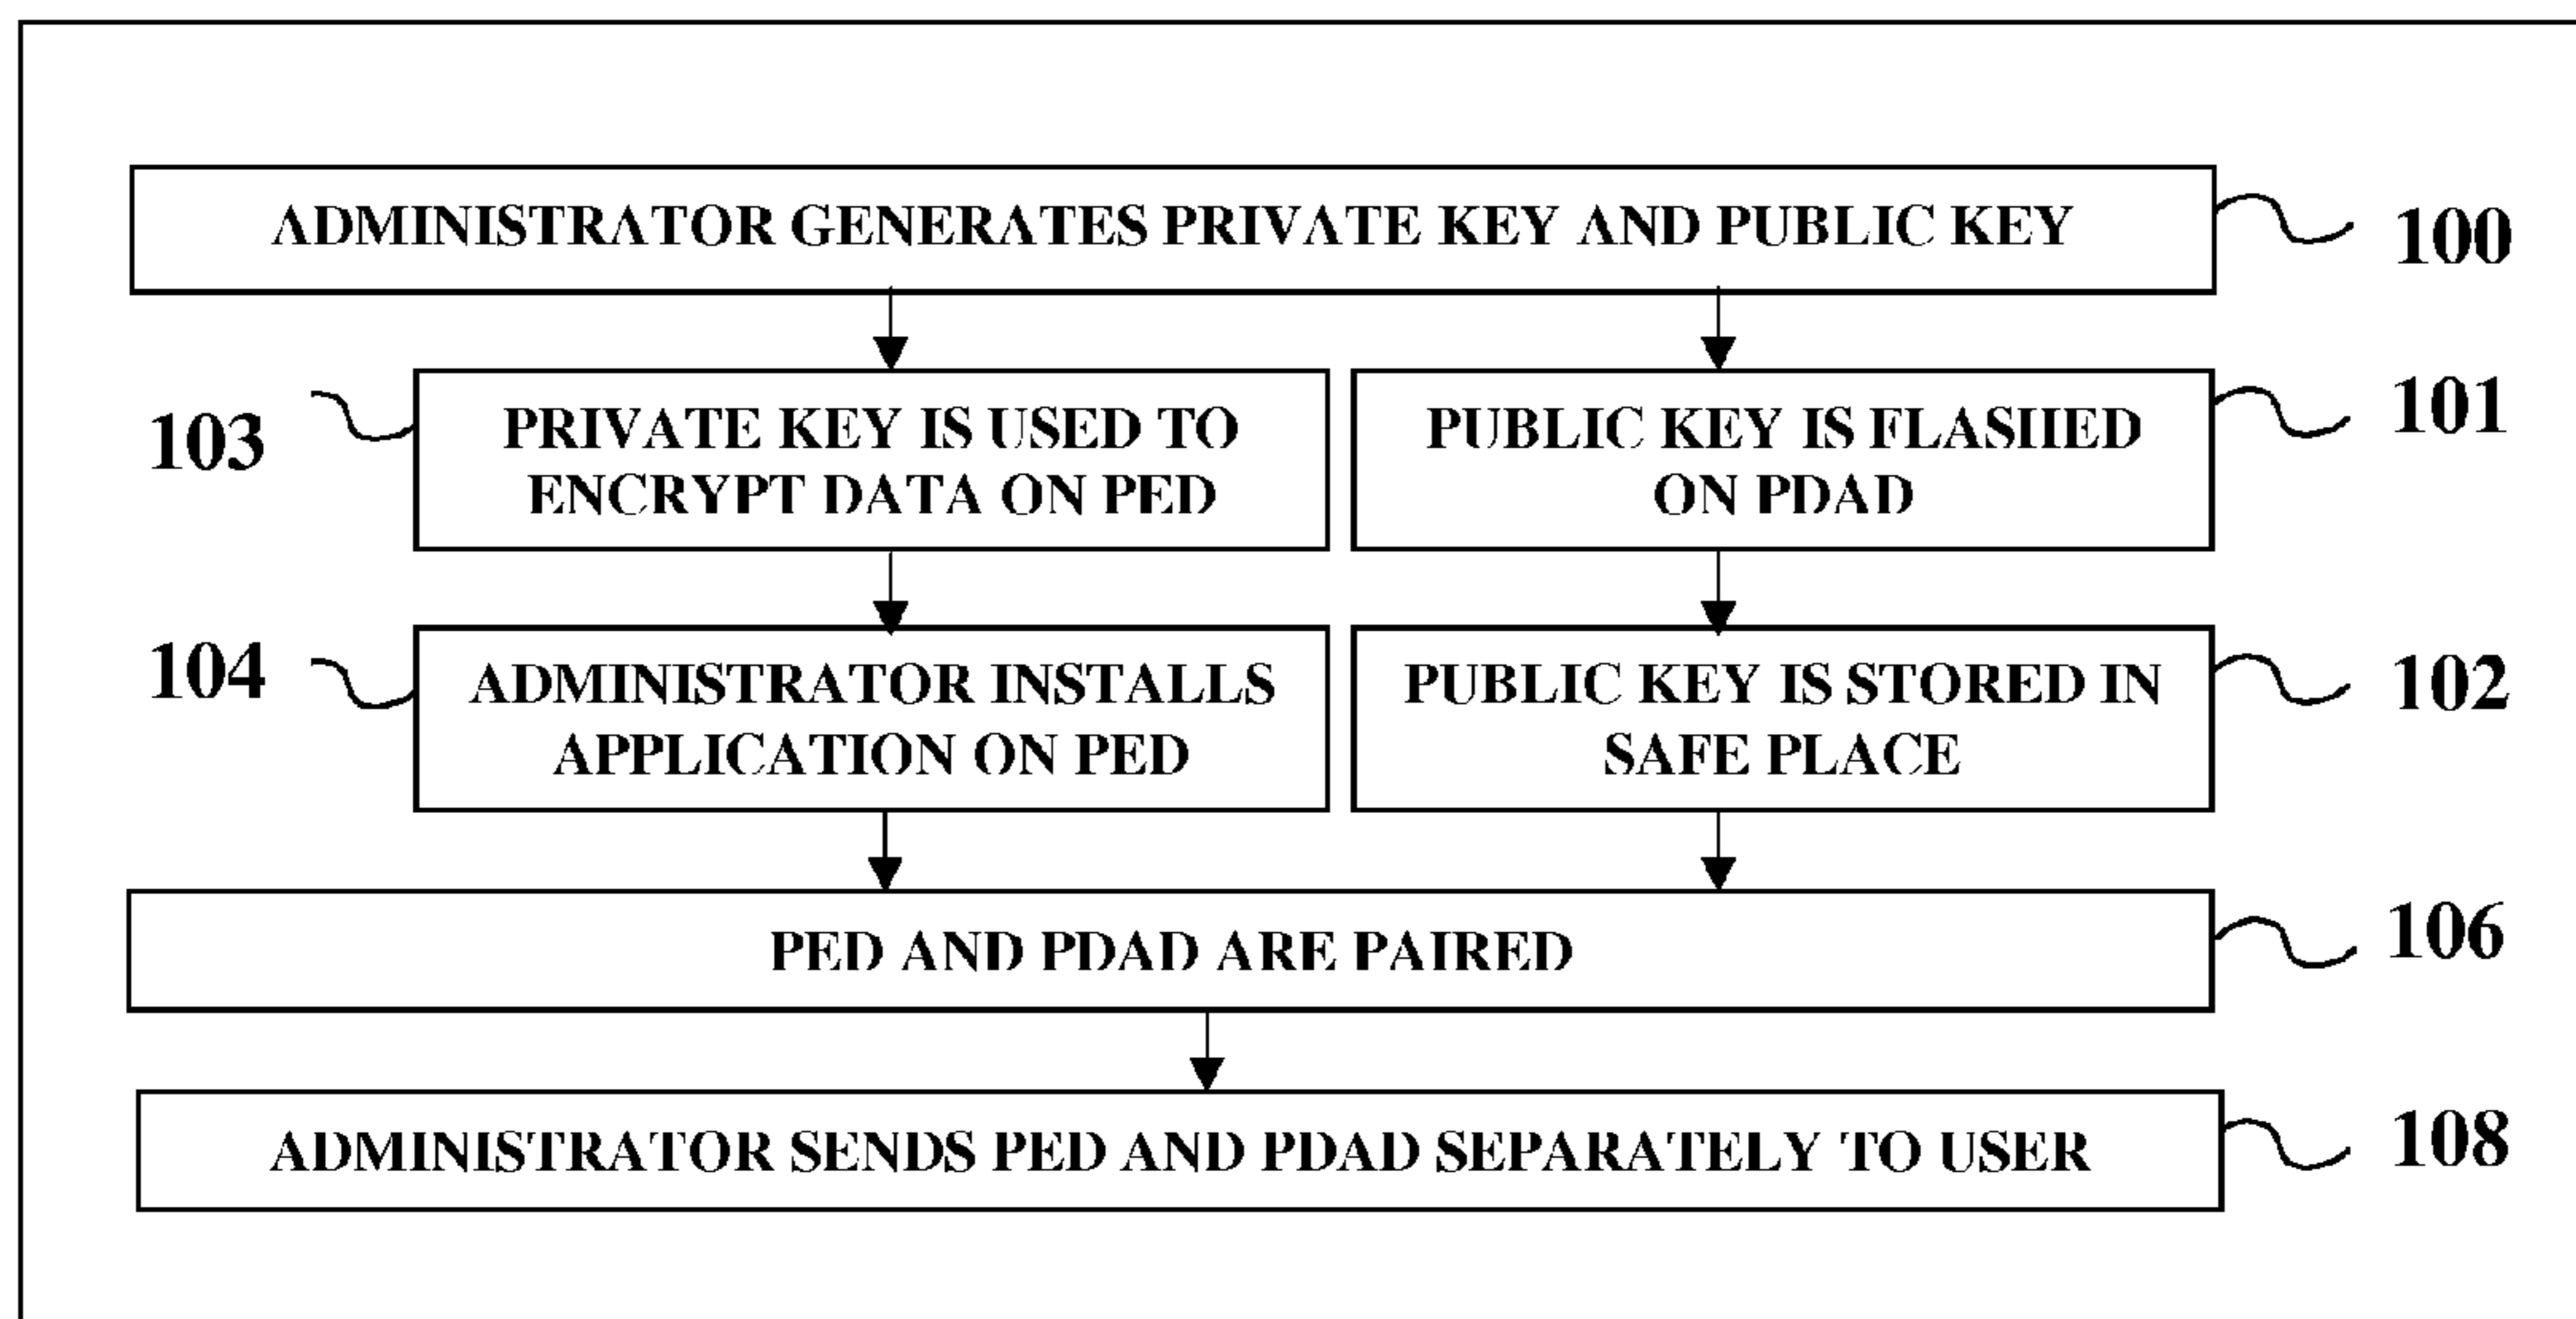 ADMINISTRATOR GENERATES PRIVATE KEY AND PUBLIC KEY
100
103
PRIVATE KEY IS USED TO
ENCRYPT DATA ON PED
PUBLIC KEY IS FLASHED
ON PDAD
101
104
ADMINISTRATOR INSTALLS
APPLICATION ON PED
PUBLIC KEY IS STORED IN
SAFE PLACE
102
PED AND PDAD ARE PAIRED
106
ADMINISTRATOR SENDS PED AND PDAD SEPARATELY TO USER
108